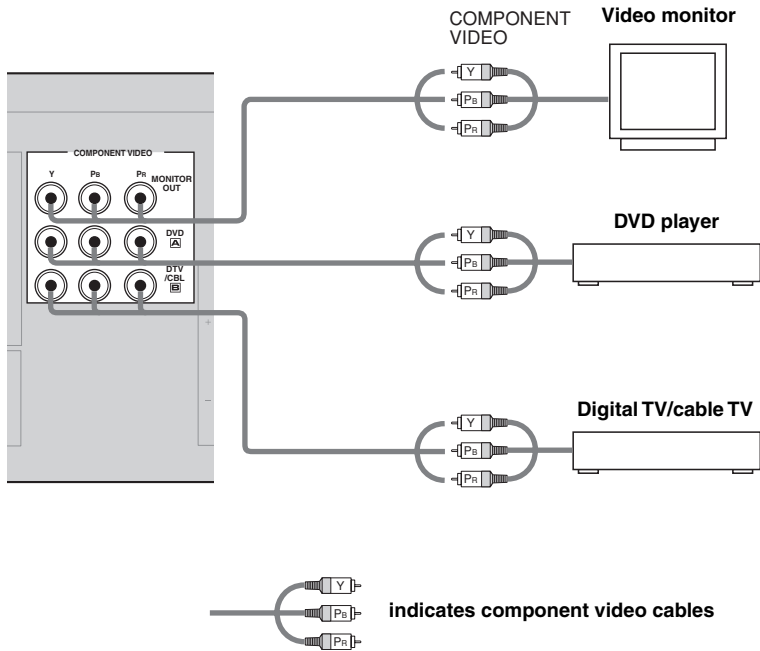 COMPONENT
VIDEO
Video monitor
Y
PB
PR
COMPONENT VIDEO
Y PB PR
MONITOR
OUT
DVD
A
DTV
/CBL
B
+
−
DVD player
Y
PB
PR
Digital TV/cable TV
Y
PB
PR
Y
PB
PR
indicates component video cables